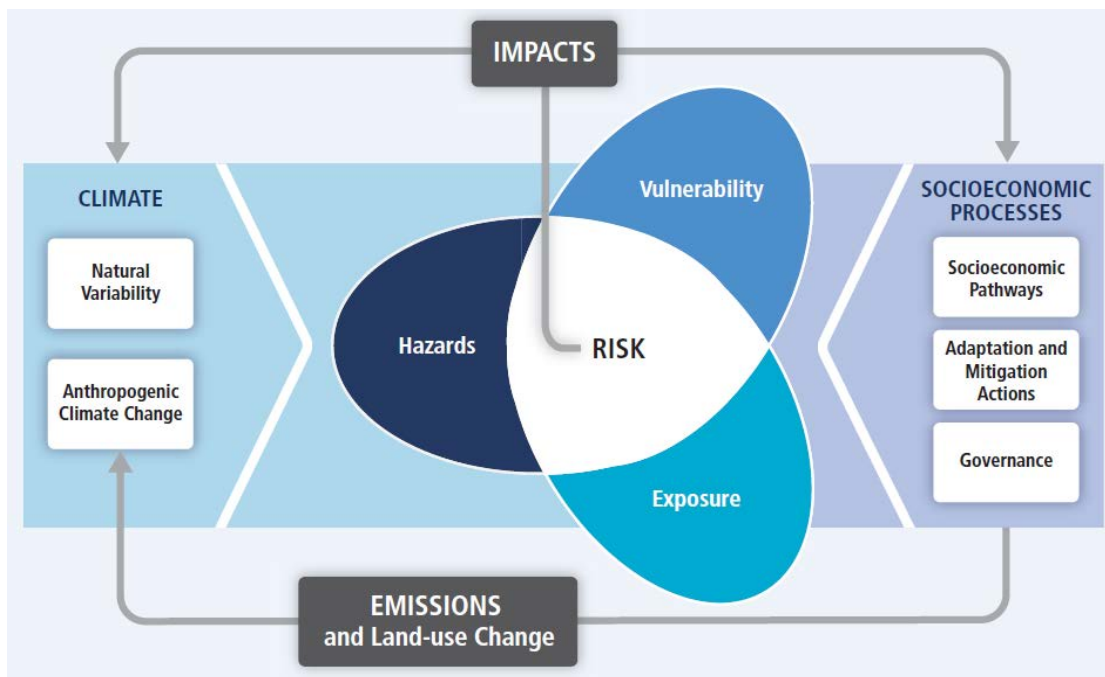 IMPACTS
CLIMATE
Natural
Variability
Anthropogenic
Climate Change
Vulnerability
Hazards
RISK
Exposure
SOCIOECONOMIC
PROCESSES
Socioeconomic
Pathways
Adaptation and
Mitigation
Actions
Governance
EMISSIONS
and Land-use Change